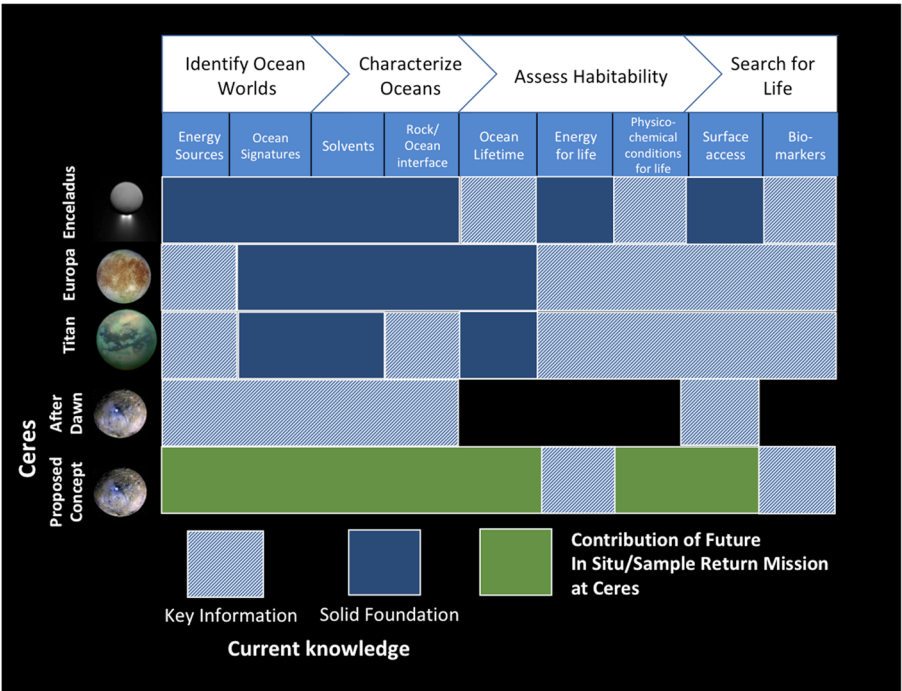 Identify Ocean
Worlds
Characterize
Oceans
Assess Habitability
Search for
Life
Energy
Sources
Ocean
Signatures
Solvents
Rock/
Ocean
interface
Ocean
Lifetime
Energy
for life
Physico-
chemical
conditions
for life
Surface
access
Bio-
markers
Enceladus
Europa
Titan
Ceres
After
Dawn
Proposed
Concept
Key Information
Solid Foundation
Contribution of Future
In Situ/Sample Return Mission
at Ceres
Current knowledge